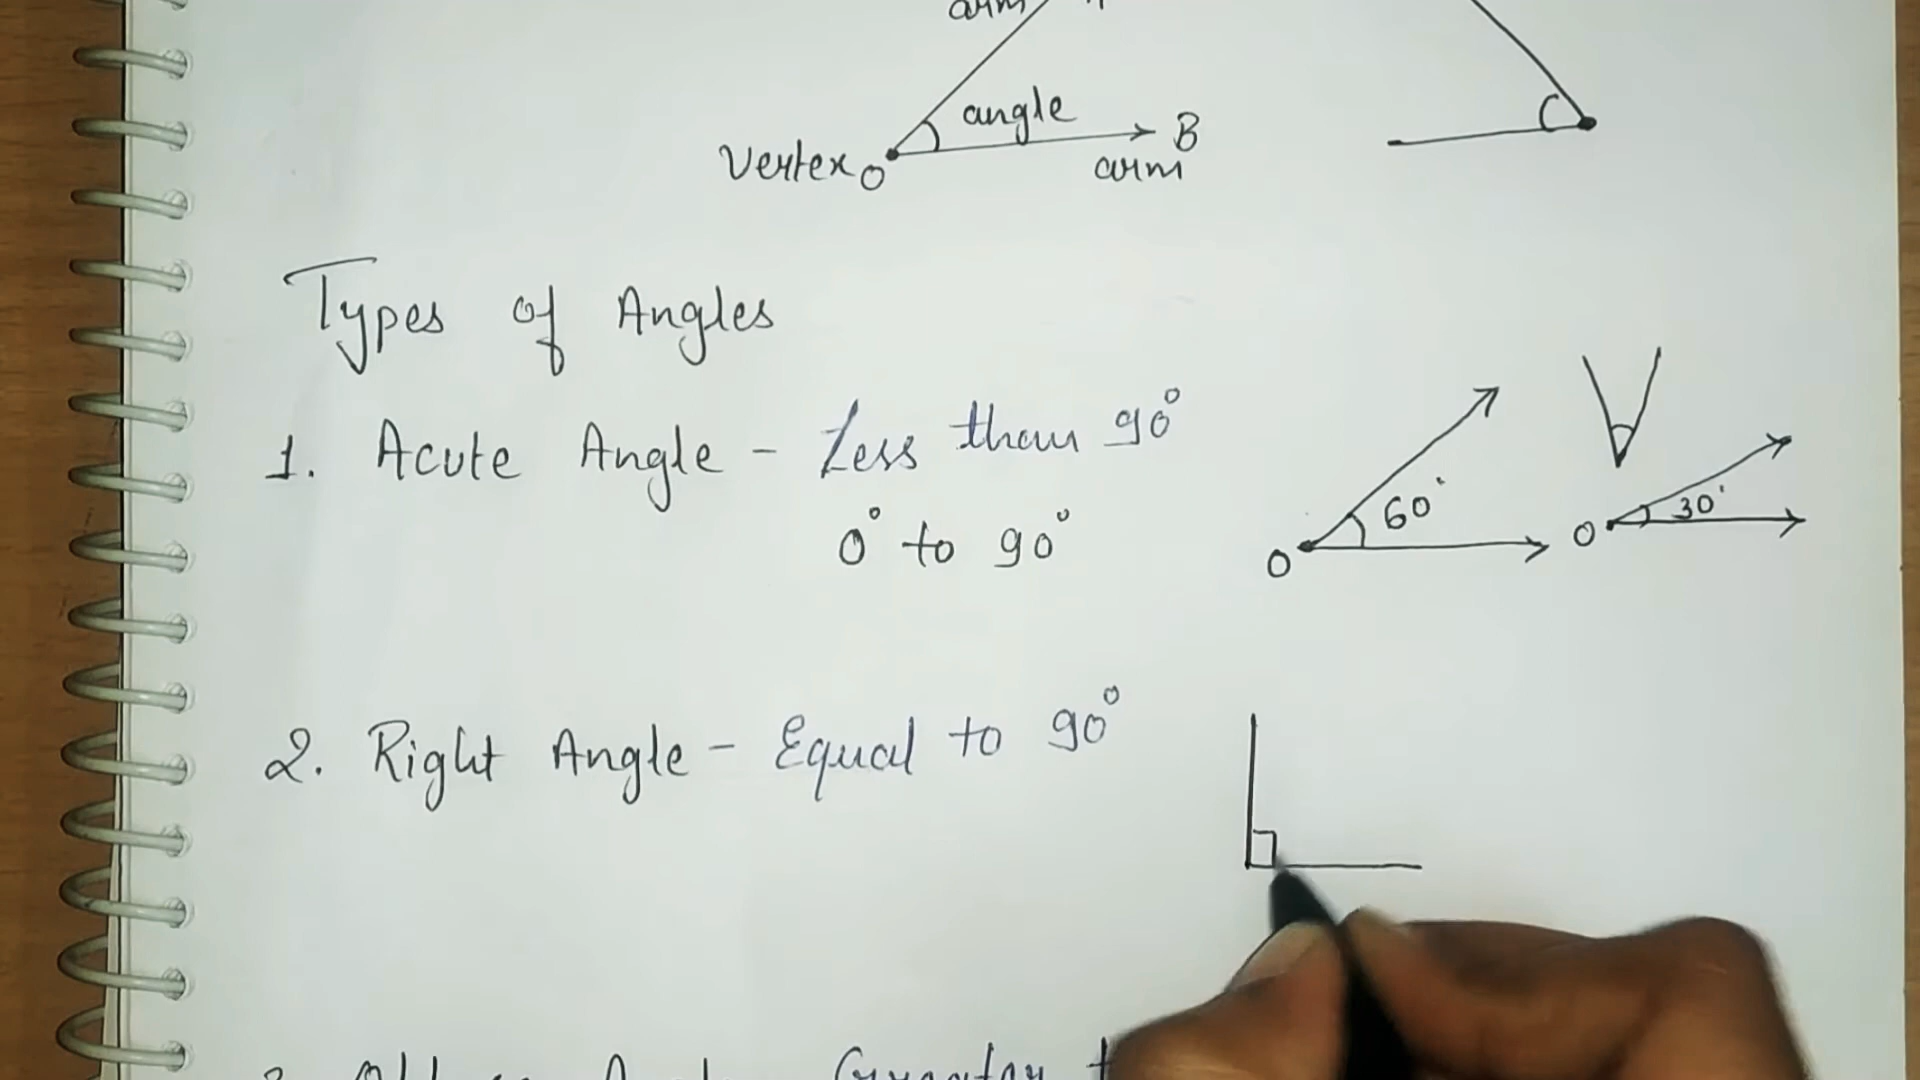 arm
angle
B
Vertex O
arm
Types of Angles
1. Acute Angle - Less than 90°
0° to 90°
60°
O
30°
O
2. Right Angle - Equal to 90°
Angle